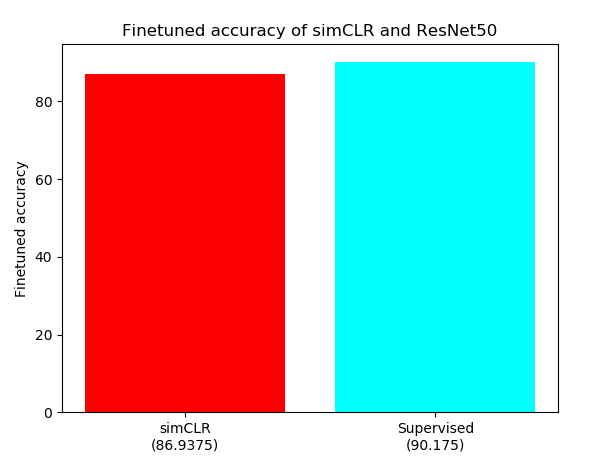 Finetuned accuracy of simCLR and ResNet50
Finetuned accuracy
80
60
40
20
0
simCLR
(86.9375)
Supervised
(90.175)